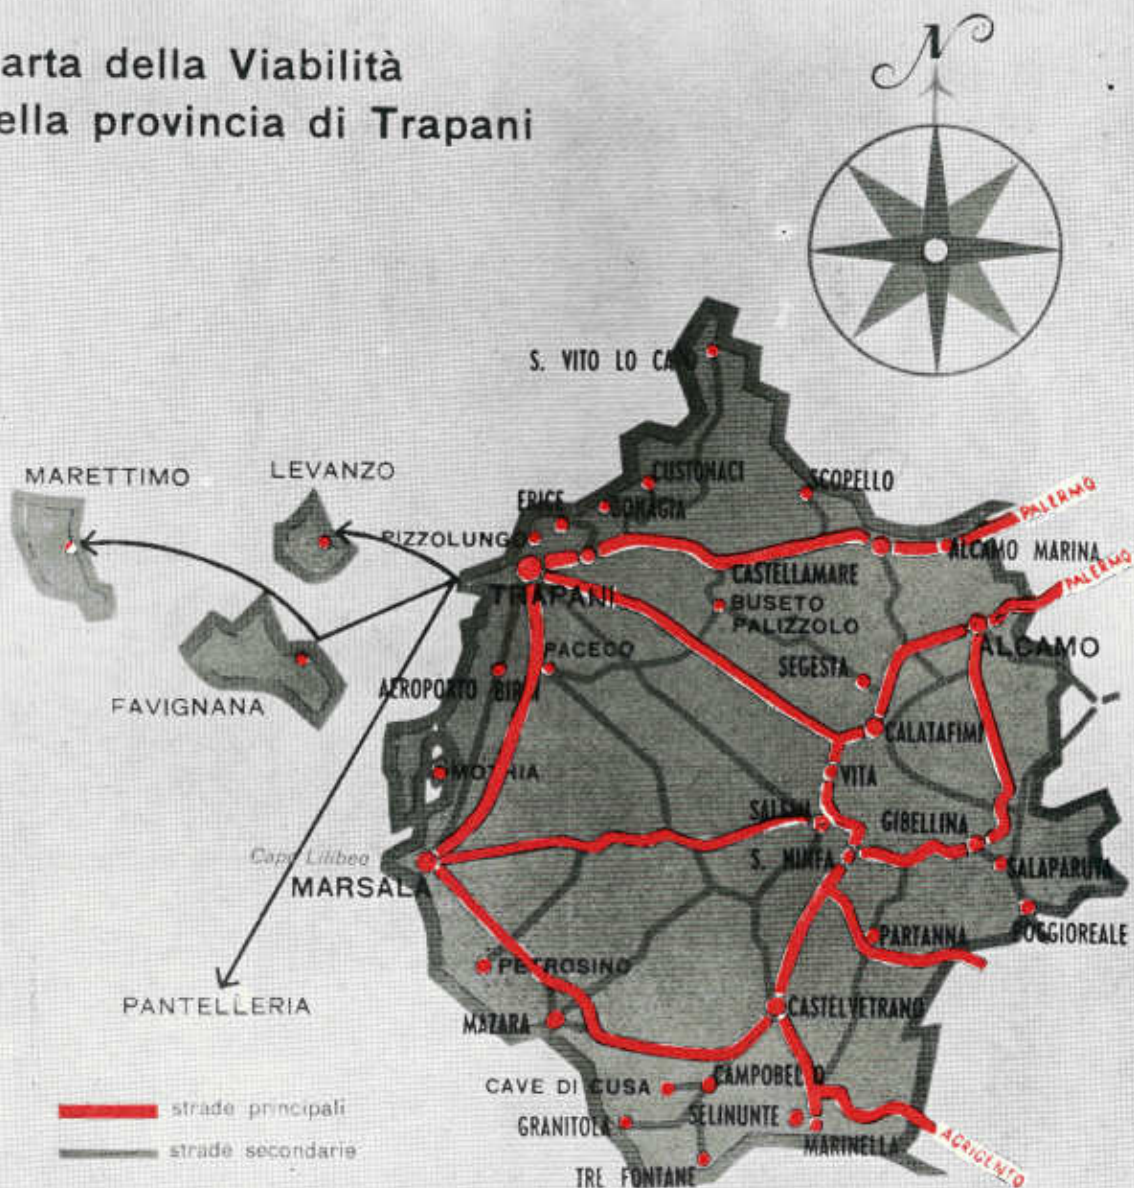 arta della Viabilità
ella provincia di Trapani
N
S. VITO LO CAPO
MARETTIMO
LEVANZO
CUSTONACI
SCOPELLO
PALERMO
ERICE
BONAGIA
PIZZOLUNGO
ALCAMO MARINA
CASTELLAMARE
PALERMO
TRAPANI
BUSETO
PALIZZOLO
ALCAMO
PACECO
SEGESTA
AEROPORTO BIRGI
FAVIGNANA
CALATAFIMI
MOTHIA
VITA
SALEMI
GIBELLINA
Capo Lilibeo
S. NINFA
SALAPARUTA
MARSALA
PARTANNA
POGGIOREALE
PETROSINO
PANTELLERIA
CASTELVETRANO
MAZARA
CAVE DI CUSA
CAMPOBELLO
strade principali
SELINUNTE
GRANITOLA
strade secondarie
MARINELLA
AGRIGENTO
TRE FONTANE